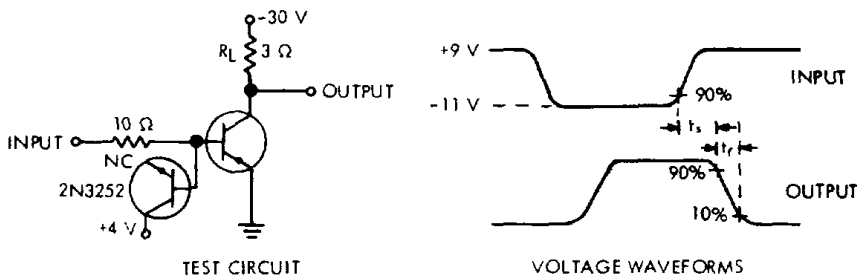 -30 V
RL 3 Ω
OUTPUT
INPUT 10 Ω
NC
2N3252
+4 V
TEST CIRCUIT
+9 V
INPUT
-11 V
90%
ts
tf
90%
OUTPUT
10%
VOLTAGE WAVEFORMS